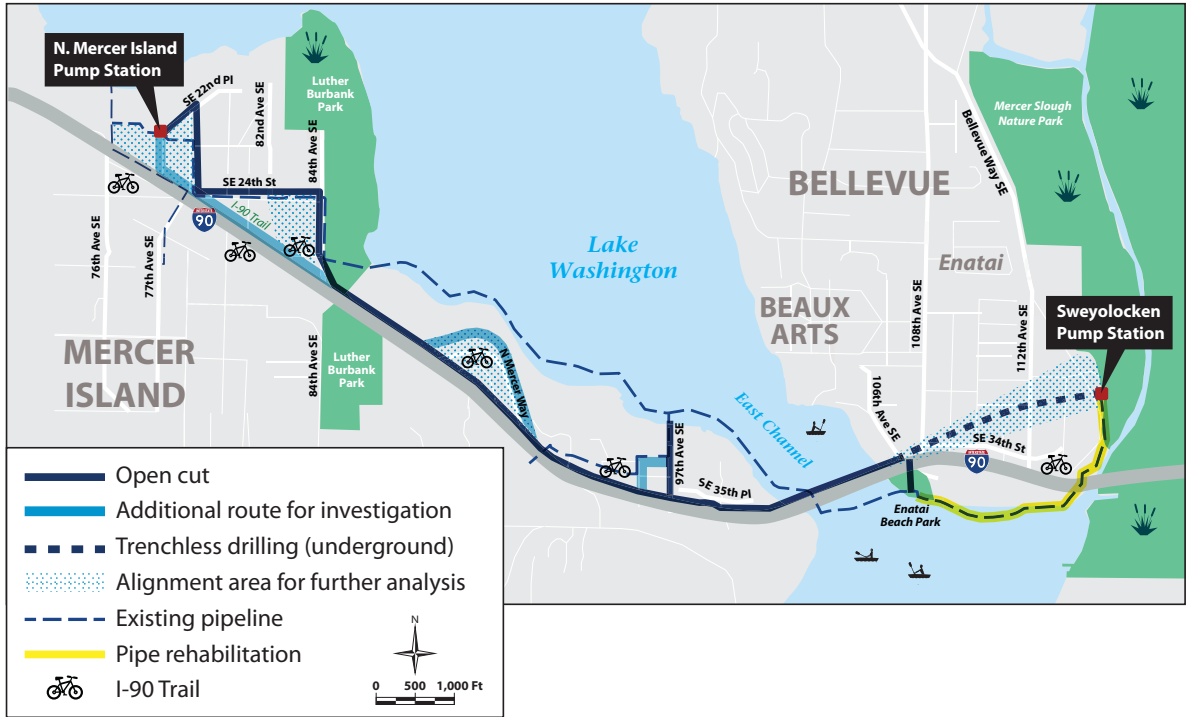 N. Mercer Island
Pump Station
SE 22nd Pl
82nd Ave SE
Luther
Burbank
Park
84th Ave SE
SE 24th St
I-90 Trail
90
76th Ave SE
77th Ave SE
MERCER
ISLAND
84th Ave SE
Luther
Burbank
Park
N Mercer Way
97th Ave SE
SE 35th Pl
Lake
Washington
East Channel
BELLEVUE
BEAUX
ARTS
Enatai
106th Ave SE
108th Ave SE
112th Ave SE
Bellevue Way SE
Mercer Slough
Nature Park
Sweyolocken
Pump Station
SE 34th St
90
Enatai
Beach Park
Open cut
Additional route for investigation
Trenchless drilling (underground)
Alignment area for further analysis
Existing pipeline
Pipe rehabilitation
I-90 Trail
N
0 500 1,000 Ft